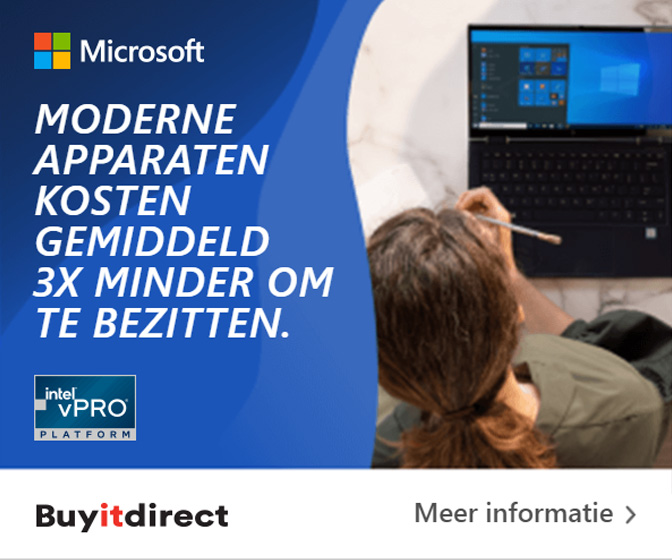 Microsoft
MODERNE
APPARATEN
KOSTEN
GEMIDDELD
3X MINDER OM
TE BEZITTEN.
intel
vPRO®
PLATFORM
Buyitdirect
Meer informatie >